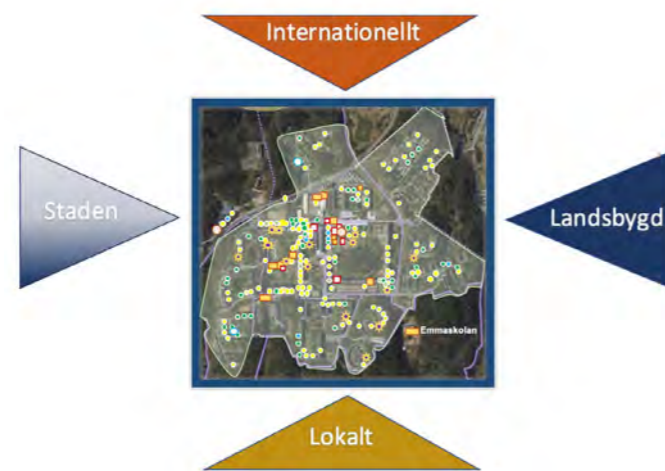 Internationellt
Staden
Landsbygd
Emmaskolan
Lokalt